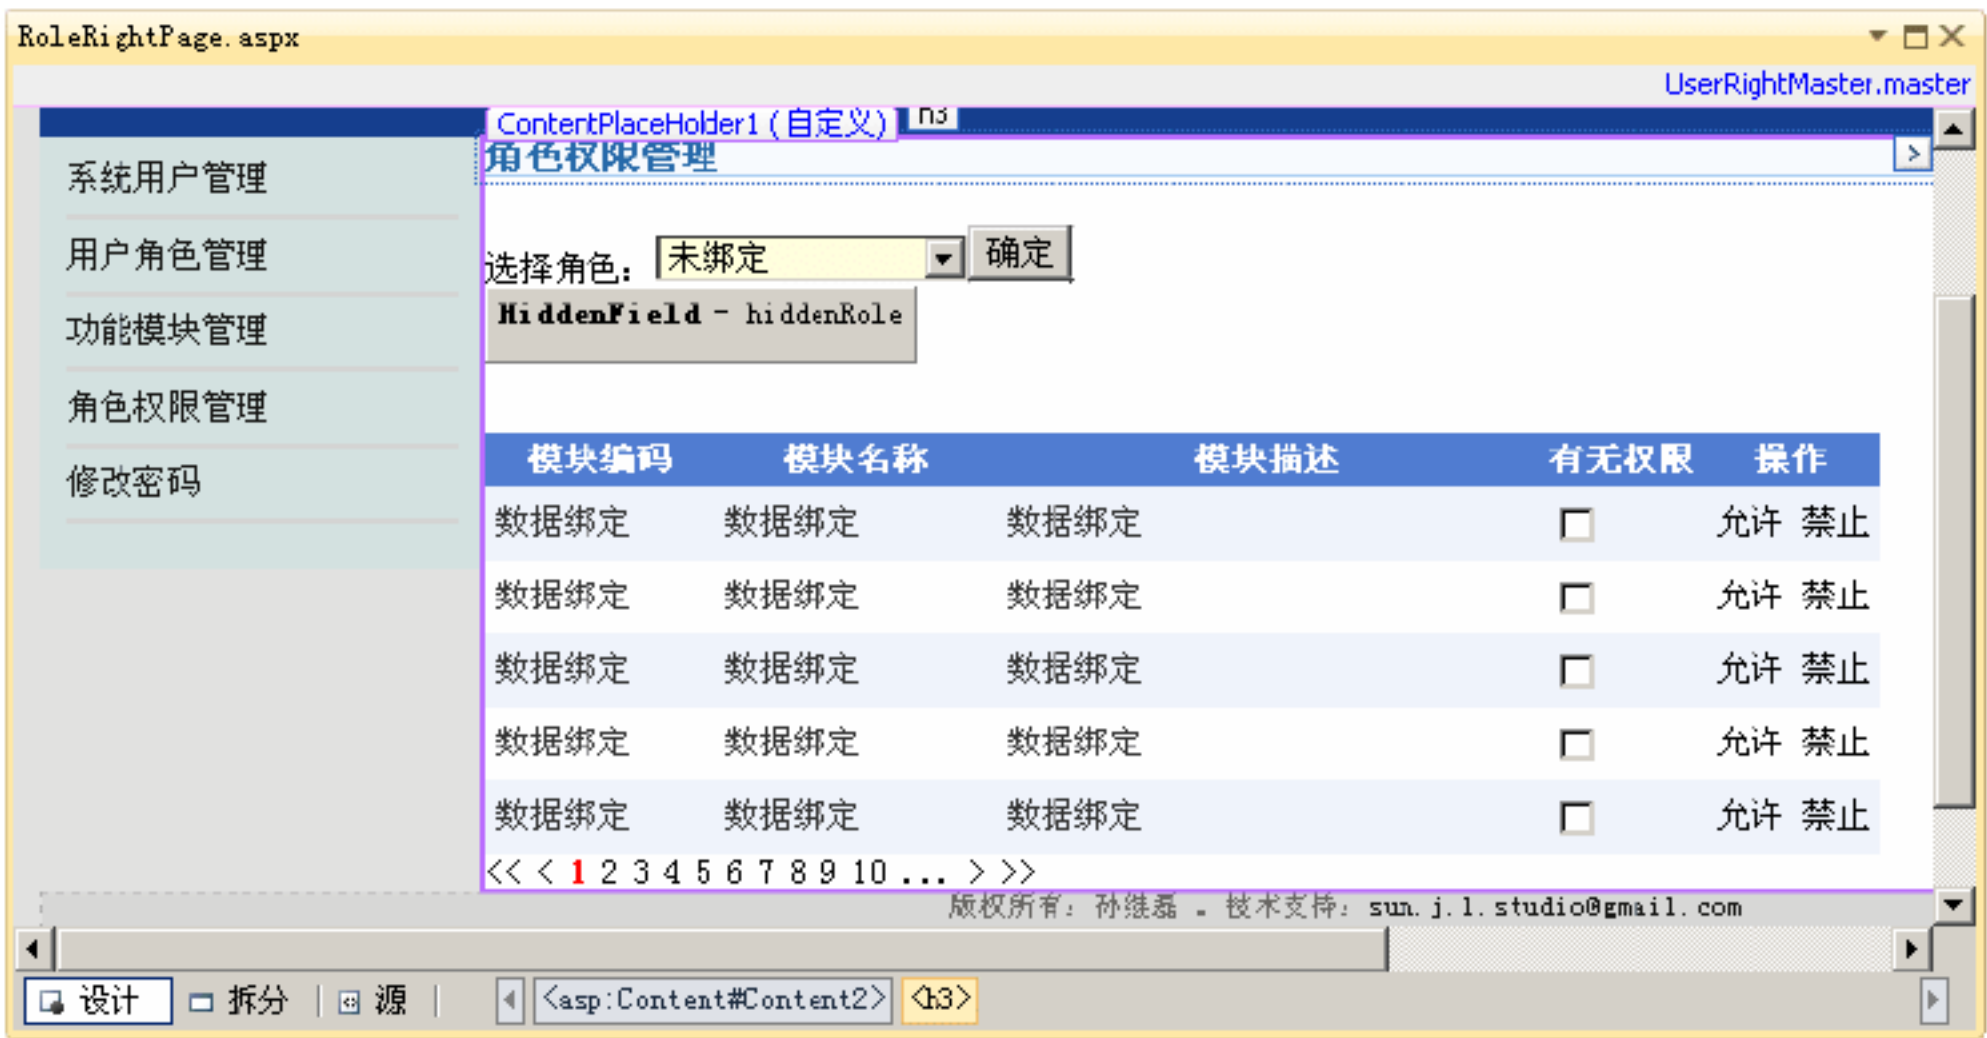 RoleRightPage.aspx
UserRightMaster.master
ContentPlaceHolder1 (自定义) h3
角色权限管理
系统用户管理
用户角色管理
功能模块管理
角色权限管理
修改密码
选择角色： 未绑定 确定
HiddenField - hiddenRole
模块编码 模块名称 模块描述 有无权限 操作
数据绑定 数据绑定 数据绑定 允许 禁止
数据绑定 数据绑定 数据绑定 允许 禁止
数据绑定 数据绑定 数据绑定 允许 禁止
数据绑定 数据绑定 数据绑定 允许 禁止
数据绑定 数据绑定 数据绑定 允许 禁止
<< < 1 2 3 4 5 6 7 8 9 10 ... > >>
版权所有：孙继磊 - 技术支持：sun.j.l.studio@gmail.com
设计 拆分 源 <asp:Content#Content2> <h3>